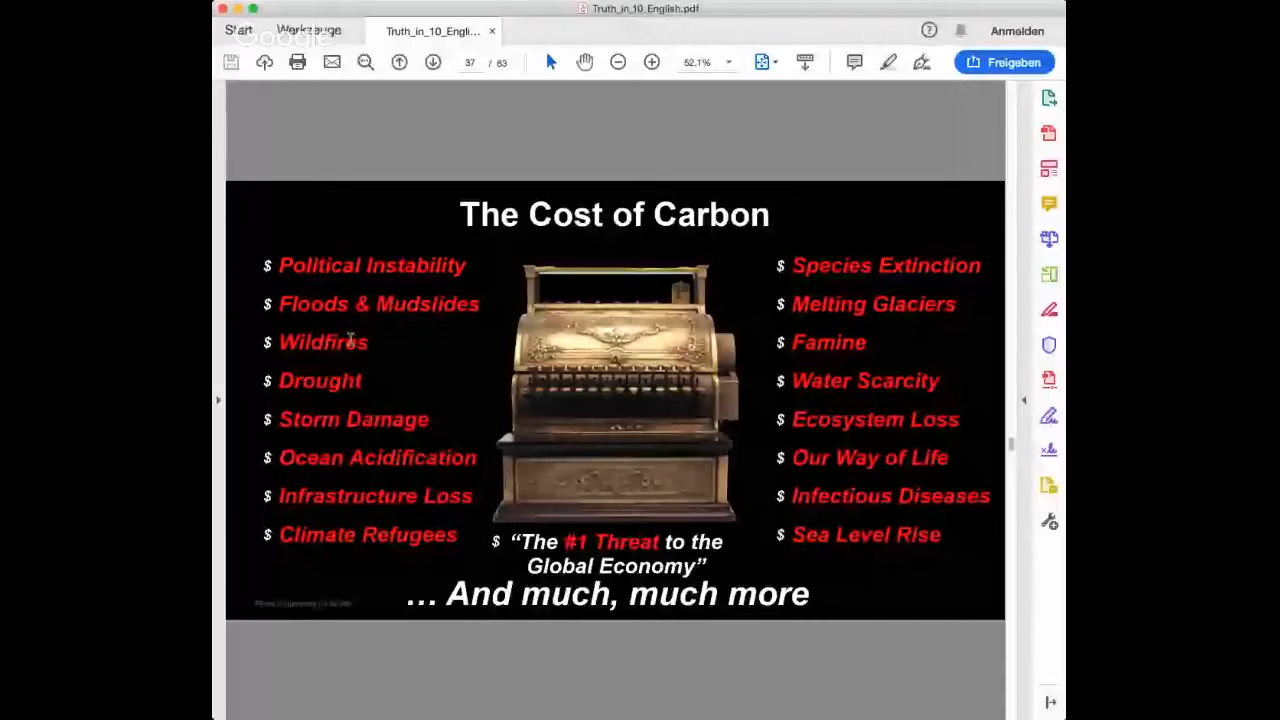 Truth_in_10_English.pdf
Start
Werkzeuge
Truth_in_10_Engli... ×
Anmelden
Google
37 / 63
52,1%
Freigeben
The Cost of Carbon
$ Political Instability
$ Floods & Mudslides
$ Wildfires
$ Drought
$ Storm Damage
$ Ocean Acidification
$ Infrastructure Loss
$ Climate Refugees
$ Species Extinction
$ Melting Glaciers
$ Famine
$ Water Scarcity
$ Ecosystem Loss
$ Our Way of Life
$ Infectious Diseases
$ Sea Level Rise
$ “The #1 Threat to the
Global Economy”
… And much, much more